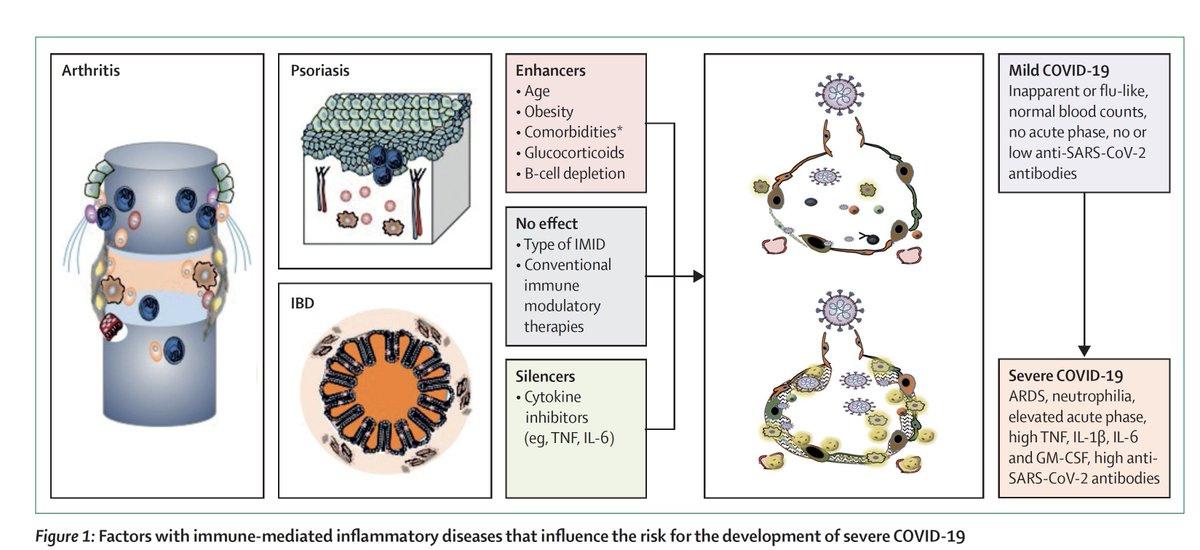 Arthritis
Psoriasis
IBD
Enhancers
• Age
• Obesity
• Comorbidities*
• Glucocorticoids
• B-cell depletion
No effect
• Type of IMID
• Conventional
immune
modulatory
therapies
Silencers
• Cytokine
inhibitors
(eg, TNF, IL-6)
Mild COVID-19
Inapparent or flu-like,
normal blood counts,
no acute phase, no or
low anti-SARS-CoV-2
antibodies
Severe COVID-19
ARDS, neutrophilia,
elevated acute phase,
high TNF, IL-1β, IL-6
and GM-CSF, high anti-
SARS-CoV-2 antibodies
Figure 1: Factors with immune-mediated inflammatory diseases that influence the risk for the development of severe COVID-19